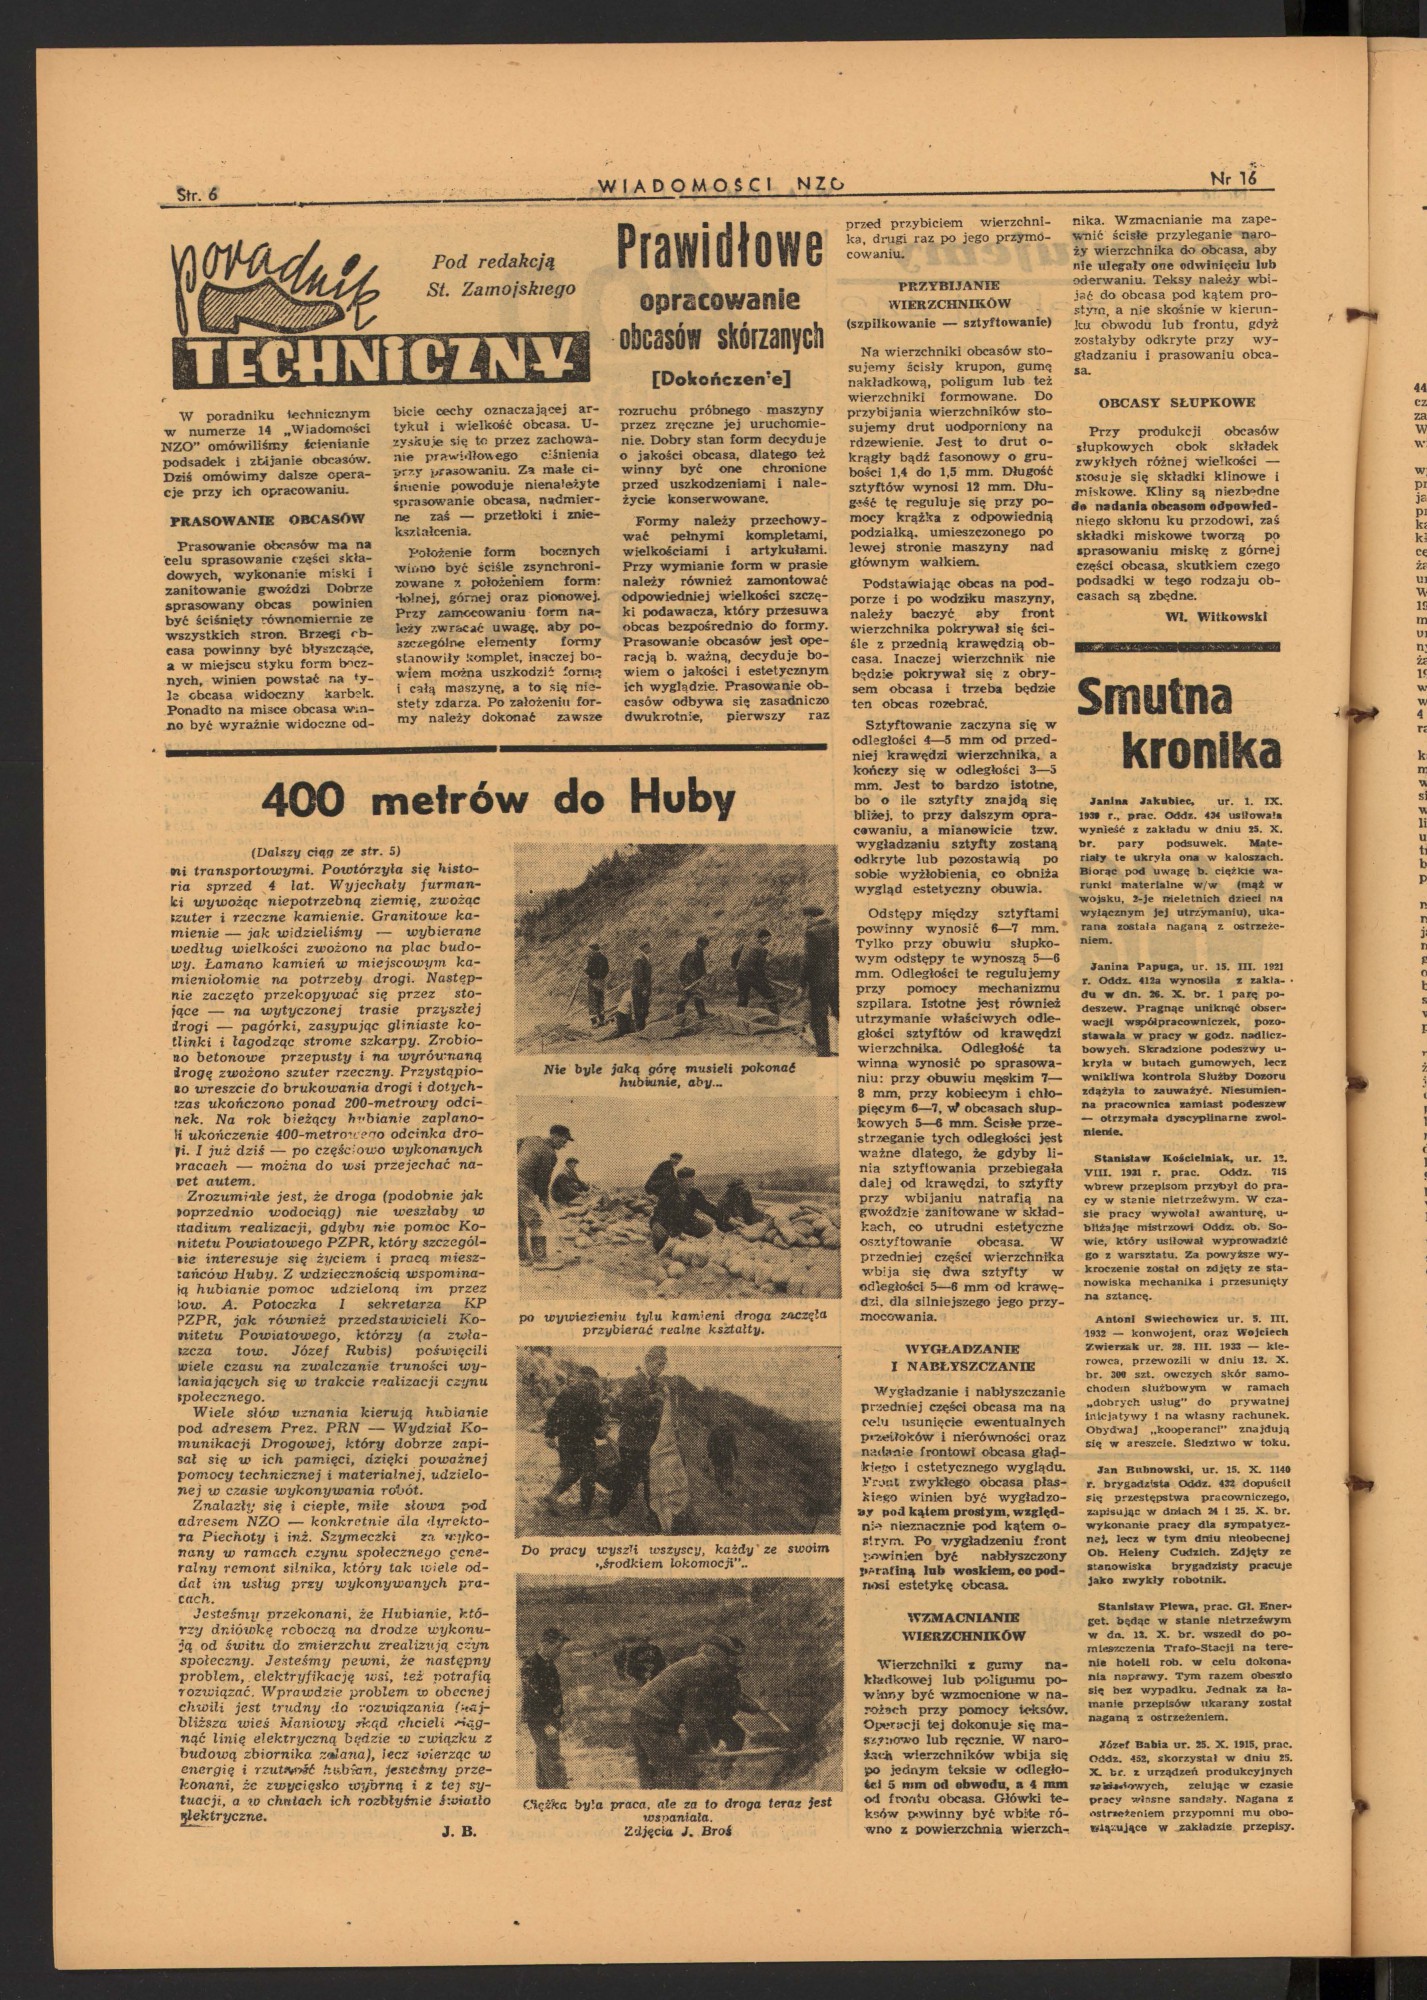 Str. 6
WIADOMOŚCI NZO
Nr 16
poradnik
TECHNiCZNY
Pod redakcją
St. Zamojskiego
Prawidłowe
opracowanie
obcasów skórzanych
[Dokończenie]
W poradniku technicznym
w numerze 14 „Wiadomości
NZO” omówiliśmy ścienianie
podsadek i zbijanie obcasów.
Dziś omówimy dalsze opera-
cje przy ich opracowaniu.
PRASOWANIE OBCASÓW
Prasowanie obcasów ma na
celu sprasowanie części skła-
dowych, wykonanie miski i
zanitowanie gwoździ Dobrze
sprasowany obcas powinien
być ściśnięty równomiernie ze
wszystkich stron. Brzegi ob-
casa powinny być błyszczące,
a w miejscu styku form bocz-
nych, winien powstać na ty-
le obcasa widoczny karbek.
Ponadto na misce obcasa win-
no być wyraźnie widoczne od-
bicie cechy oznaczającej ar-
tykuł i wielkość obcasa. U-
zyskuje się to przez zachowa-
nie prawidłowego ciśnienia
przy prasowaniu. Za małe ci-
śnienie powoduje nienależyte
sprasowanie obcasa, nadmier-
ne zaś — przetłoki i znie-
kształcenia.
Położenie form bocznych
winno być ściśle zsynchroni-
zowane z położeniem form:
dolnej, górnej oraz pionowej.
Przy zamocowaniu form na-
leży zwracać uwagę, aby po-
szczególne elementy formy
stanowiły komplet, inaczej bo-
wiem można uszkodzić formę
i całą maszynę, a to się nie-
stety zdarza. Po założeniu for-
my należy dokonać zawsze
rozruchu próbnego maszyny
przez zręczne jej uruchomie-
nie. Dobry stan form decyduje
o jakości obcasa, dlatego też
winny być one chronione
przed uszkodzeniami i nale-
życie konserwowane.
Formy należy przechowy-
wać pełnymi kompletami,
wielkościami i artykułami.
Przy wymianie form w prasie
należy również zamontować
odpowiedniej wielkości szczę-
ki podawacza, który przesuwa
obcas bezpośrednio do formy.
Prasowanie obcasów jest ope-
racją b. ważną, decyduje bo-
wiem o jakości i estetycznym
ich wyglądzie. Prasowanie ob-
casów odbywa się zasadniczo
dwukrotnie, pierwszy raz
przed przybiciem wierzchni-
ka, drugi raz po jego przymo-
cowaniu.
PRZYBIJANIE
WIERZCHNIKÓW
(szpilkowanie — sztyftowanie)
Na wierzchniki obcasów sto-
sujemy ścisły krupon, gumę
nakładkową, poligum lub też
wierzchniki formowane. Do
przybijania wierzchników sto-
sujemy drut uodporniony na
rdzewienie. Jest to drut o-
krągły bądź fasonowy o gru-
bości 1,4 do 1,5 mm. Długość
sztyftów wynosi 12 mm. Dłu-
gość tę reguluje się przy po-
mocy krążka z odpowiednią
podziałką, umieszczonego po
lewej stronie maszyny nad
głównym wałkiem.
Podstawiając obcas na pod-
porze i po wodziku maszyny,
należy baczyć aby front
wierzchnika pokrywał się ści-
śle z przednią krawędzią ob-
casa. Inaczej wierzchnik nie
będzie pokrywał się z obry-
sem obcasa i trzeba będzie
ten obcas rozebrać.
Sztyftowanie zaczyna się w
odległości 4—5 mm od przed-
niej krawędzi wierzchnika, a
kończy się w odległości 3—5
mm. Jest to bardzo istotne,
bo o ile sztyfty znajdą się
bliżej, to przy dalszym opra-
cowaniu, a mianowicie tzw.
wygładzaniu sztyfty zostaną
odkryte lub pozostawią po
sobie wyżłobienia, co obniża
wygląd estetyczny obuwia.
Odstępy między sztyftami
powinny wynosić 6—7 mm.
Tylko przy obuwiu słupko-
wym odstępy te wynoszą 5—6
mm. Odległości te regulujemy
przy pomocy mechanizmu
szpilara. Istotne jest również
utrzymanie właściwych odle-
głości sztyftów od krawędzi
wierzchnika. Odległość ta
winna wynosić po sprasowa-
niu: przy obuwiu męskim 7—
8 mm, przy kobiecym i chło-
pięcym 6—7, w obcasach słup-
kowych 5—6 mm. Ścisłe prze-
strzeganie tych odległości jest
ważne dlatego, że gdyby li-
nia sztyftowania przebiegała
dalej od krawędzi, to sztyfty
przy wbijaniu natrafią na
gwoździe zanitowane w skład-
kach, co utrudni estetyczne
osztyftowanie obcasa. W
przedniej części wierzchnika
wbija się dwa sztyfty w
odległości 5—6 mm od krawę-
dzi, dla silniejszego jego przy-
mocowania.
WYGŁADZANIE
I NABŁYSZCZANIE
Wygładzanie i nabłyszczanie
przedniej części obcasa ma na
celu usunięcie ewentualnych
przetłoków i nierówności oraz
nadanie frontowi obcasa gład-
kiego i estetycznego wyglądu.
Front zwykłego obcasa płas-
kiego winien być wygładzo-
ny pod kątem prostym, względ-
nie nieznacznie pod kątem o-
strym. Po wygładzeniu front
powinien być nabłyszczony
parafiną lub woskiem, co pod-
nosi estetykę obcasa.
WZMACNIANIE
WIERZCHNIKÓW
Wierzchniki z gumy na-
kładkowej lub poligumu po-
winny być wzmocnione w na-
rożach przy pomocy teksów.
Operacji tej dokonuje się ma-
szynowo lub ręcznie. W naro-
żach wierzchników wbija się
po jednym teksie w odległo-
ści 5 mm od obwodu, a 4 mm
od frontu obcasa. Główki te-
ksów powinny być wbite ró-
wno z powierzchnią wierzch-
nika. Wzmacnianie ma zape-
wnić ścisłe przyleganie naro-
ży wierzchnika do obcasa, aby
nie ulegały one odwinięciu lub
oderwaniu. Teksy należy wbi-
jać do obcasa pod kątem pro-
stym, a nie skośnie w kierun-
ku obwodu lub frontu, gdyż
zostałyby odkryte przy wy-
gładzaniu i prasowaniu obca-
sa.
OBCASY SŁUPKOWE
Przy produkcji obcasów
słupkowych obok składek
zwykłych różnej wielkości —
stosuje się składki klinowe i
miskowe. Kliny są niezbędne
do nadania obcasom odpowied-
niego skłonu ku przodowi, zaś
składki miskowe tworzą po
sprasowaniu miskę z górnej
części obcasa, skutkiem czego
podsadki w tego rodzaju ob-
casach są zbędne.
Wł. Witkowski
400 metrów do Huby
(Dalszy ciąg ze str. 5)
mi transportowymi. Powtórzyła się histo-
ria sprzed 4 lat. Wyjechały furman-
ki wywożąc niepotrzebną ziemię, zwożąc
szuter i rzeczne kamienie. Granitowe ka-
mienie — jak widzieliśmy — wybierane
według wielkości zwożono na plac budo-
wy. Łamano kamień w miejscowym ka-
mieniołomie na potrzeby drogi. Następ-
nie zaczęto przekopywać się przez sto-
jące — na wytyczonej trasie przyszłej
drogi — pagórki, zasypując gliniaste ko-
tlinki i łagodząc strome szkarpy. Zrobio-
no betonowe przepusty i na wyrównaną
drogę zwożono szuter rzeczny. Przystąpio-
no wreszcie do brukowania drogi i dotych-
czas ukończono ponad 200-metrowy odci-
nek. Na rok bieżący hubianie zaplano-
li ukończenie 400-metrowego odcinka dro-
gi. I już dziś — po częściowo wykonanych
pracach — można do wsi przejechać na-
wet autem.
Zrozumiałe jest, że droga (podobnie jak
poprzednio wodociąg) nie weszłaby w
stadium realizacji, gdyby nie pomoc Ko-
mitetu Powiatowego PZPR, który szczegól-
nie interesuje się życiem i pracą miesz-
kańców Huby. Z wdzięcznością wspomina-
ją hubianie pomoc udzieloną im przez
tow. A. Potoczka I sekretarza KP
PZPR, jak również przedstawicieli Ko-
mitetu Powiatowego, którzy (a zwła-
szcza tow. Józef Rubis) poświęcili
wiele czasu na zwalczanie truności wy-
łaniających się w trakcie realizacji czynu
społecznego.
Wiele słów uznania kierują hubianie
pod adresem Prez. PRN — Wydział Ko-
munikacji Drogowej, który dobrze zapi-
sał się w ich pamięci, dzięki poważnej
pomocy technicznej i materialnej, udzielo-
nej w czasie wykonywania robót.
Znalazły się i ciepłe, miłe słowa pod
adresem NZO — konkretnie dla dyrekto-
ra Piechoty i inż. Szymeczki za wyko-
nany w ramach czynu społecznego gene-
ralny remont silnika, który tak wiele od-
dał im usług przy wykonywanych pra-
cach.
Jesteśmy przekonani, że Hubianie, któ-
rzy dniówkę roboczą na drodze wykonu-
ją od świtu do zmierzchu zrealizują czyn
społeczny. Jesteśmy pewni, że następny
problem, elektryfikację wsi, też potrafią
rozwiązać. Wprawdzie problem w obecnej
chwili jest trudny do rozwiązania (naj-
bliższa wieś Maniowy skąd chcieli ciąg-
nąć linię elektryczną będzie w związku z
budową zbiornika zalana), lecz wierząc w
energię i rzutność hubian, jesteśmy prze-
konani, że zwycięsko wybrną i z tej sy-
tuacji, a w chatach ich rozbłyśnie światło
elektryczne.
J. B.
Nie byle jaką górę musieli pokonać
hubianie, aby...
po wywiezieniu tylu kamieni droga zaczęła
przybierać realne kształty.
Do pracy wyszli wszyscy, każdy ze swoim
„środkiem lokomocji”..
Ciężka była praca, ale za to droga teraz jest
wspaniała.
Zdjęcia J. Broś
Smutna
kronika
Janina Jakubiec, ur. 1. IX.
1939 r., prac. Oddz. 434 usiłowała
wynieść z zakładu w dniu 25. X.
br. pary podsuwek. Mate-
riały te ukryła ona w kaloszach.
Biorąc pod uwagę b. ciężkie wa-
runki materialne w/w (mąż w
wojsku, 2-je nieletnich dzieci na
wyłącznym jej utrzymaniu), uka-
rana została naganą z ostrzeże-
niem.
Janina Papuga, ur. 15. III. 1921
r. Oddz. 412a wynosiła z zakła-
du w dn. 26. X. br. 1 parę po-
deszew. Pragnąc uniknąć obser-
wacji współpracowniczek, pozo-
stawała w pracy w godz. nadlicz-
bowych. Skradzione podeszwy u-
kryła w butach gumowych, lecz
wnikliwa kontrola Służby Dozoru
zdążyła to zauważyć. Niesumien-
na pracownica zamiast podeszew
— otrzymała dyscyplinarne zwol-
nienie.
Stanisław Kościelniak, ur. 12.
VIII. 1931 r. prac. Oddz. 715
wbrew przepisom przybył do pra-
cy w stanie nietrzeźwym. W cza-
sie pracy wywołał awanturę, u-
bliżając mistrzowi Oddz. ob. So-
wie, który usiłował wyprowadzić
go z warsztatu. Za powyższe wy-
kroczenie został on zdjęty ze sta-
nowiska mechanika i przesunięty
na sztancę.
Antoni Swiechowicz ur. 5. III.
1932 — konwojent, oraz Wojciech
Zwierzak ur. 28. III. 1933 — kie-
rowca, przewozili w dniu 12. X.
br. 300 szt. owczych skór samo-
chodem służbowym w ramach
„dobrych usług” do prywatnej
inicjatywy i na własny rachunek.
Obydwaj „kooperanci” znajdują
się w areszcie. Śledztwo w toku.
Jan Bubnowski, ur. 15. X. 1140
r. brygadzista Oddz. 432 dopuścił
się przestępstwa pracowniczego,
zapisując w dniach 24 i 25. X. br.
wykonanie pracy dla sympatycz-
nej, lecz w tym dniu nieobecnej
Ob. Heleny Cudzich. Zdjęty ze
stanowiska brygadzisty pracuje
jako zwykły robotnik.
Stanisław Plewa, prac. Gł. Ener-
get. będąc w stanie nietrzeźwym
w dn. 12. X. br. wszedł do po-
mieszczenia Trafo-Stacji na tere-
nie hoteli rob. w celu dokona-
nia naprawy. Tym razem obeszło
się bez wypadku. Jednak za ła-
manie przepisów ukarany został
naganą z ostrzeżeniem.
Józef Babia ur. 25. X. 1915, prac.
Oddz. 452, skorzystał w dniu 25.
X. br. z urządzeń produkcyjnych
zakładowych, zelując w czasie
pracy własne sandały. Nagana z
ostrzeżeniem przypomni mu obo-
wiązujące w zakładzie przepisy.